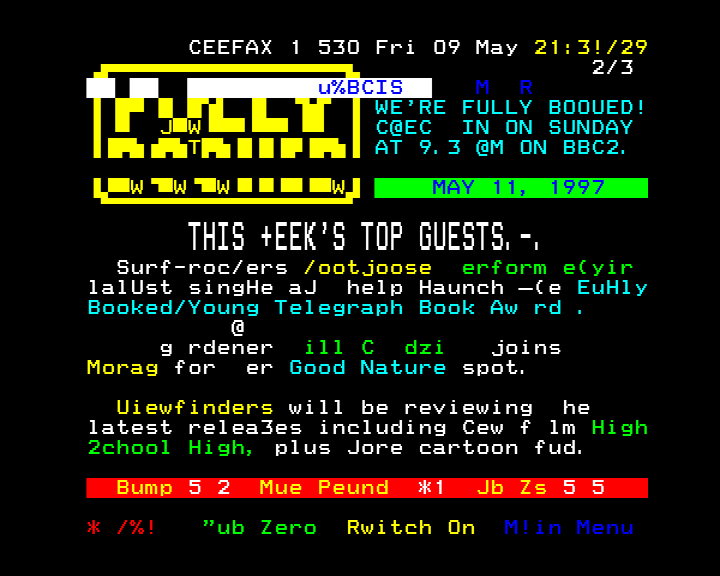 CEEFAX 1 530 Fri 09 May 21:3!/29
2/3
u%BCIS M R
WE'RE FULLY BOOUED!
C@EC IN ON SUNDAY
AT 9.3 @M ON BBC2.
MAY 11, 1997
THIS +EEK'S TOP GUESTS.-.
Surf-roc/ers /ootjoose erform e(yir
lalUst singHe aJ help Haunch —(e EuHly
Booked/Young Telegraph Book Aw rd .
@
g rdener ill C dzi joins
Morag for er Good Nature spot.
Uiewfinders will be reviewing he
latest relea3es including Cew f lm High
2chool High, plus Jore cartoon fud.
Bump 5 2 Mue Peund *1 Jb Zs 5 5
* /%! "ub Zero Rwitch On M!in Menu